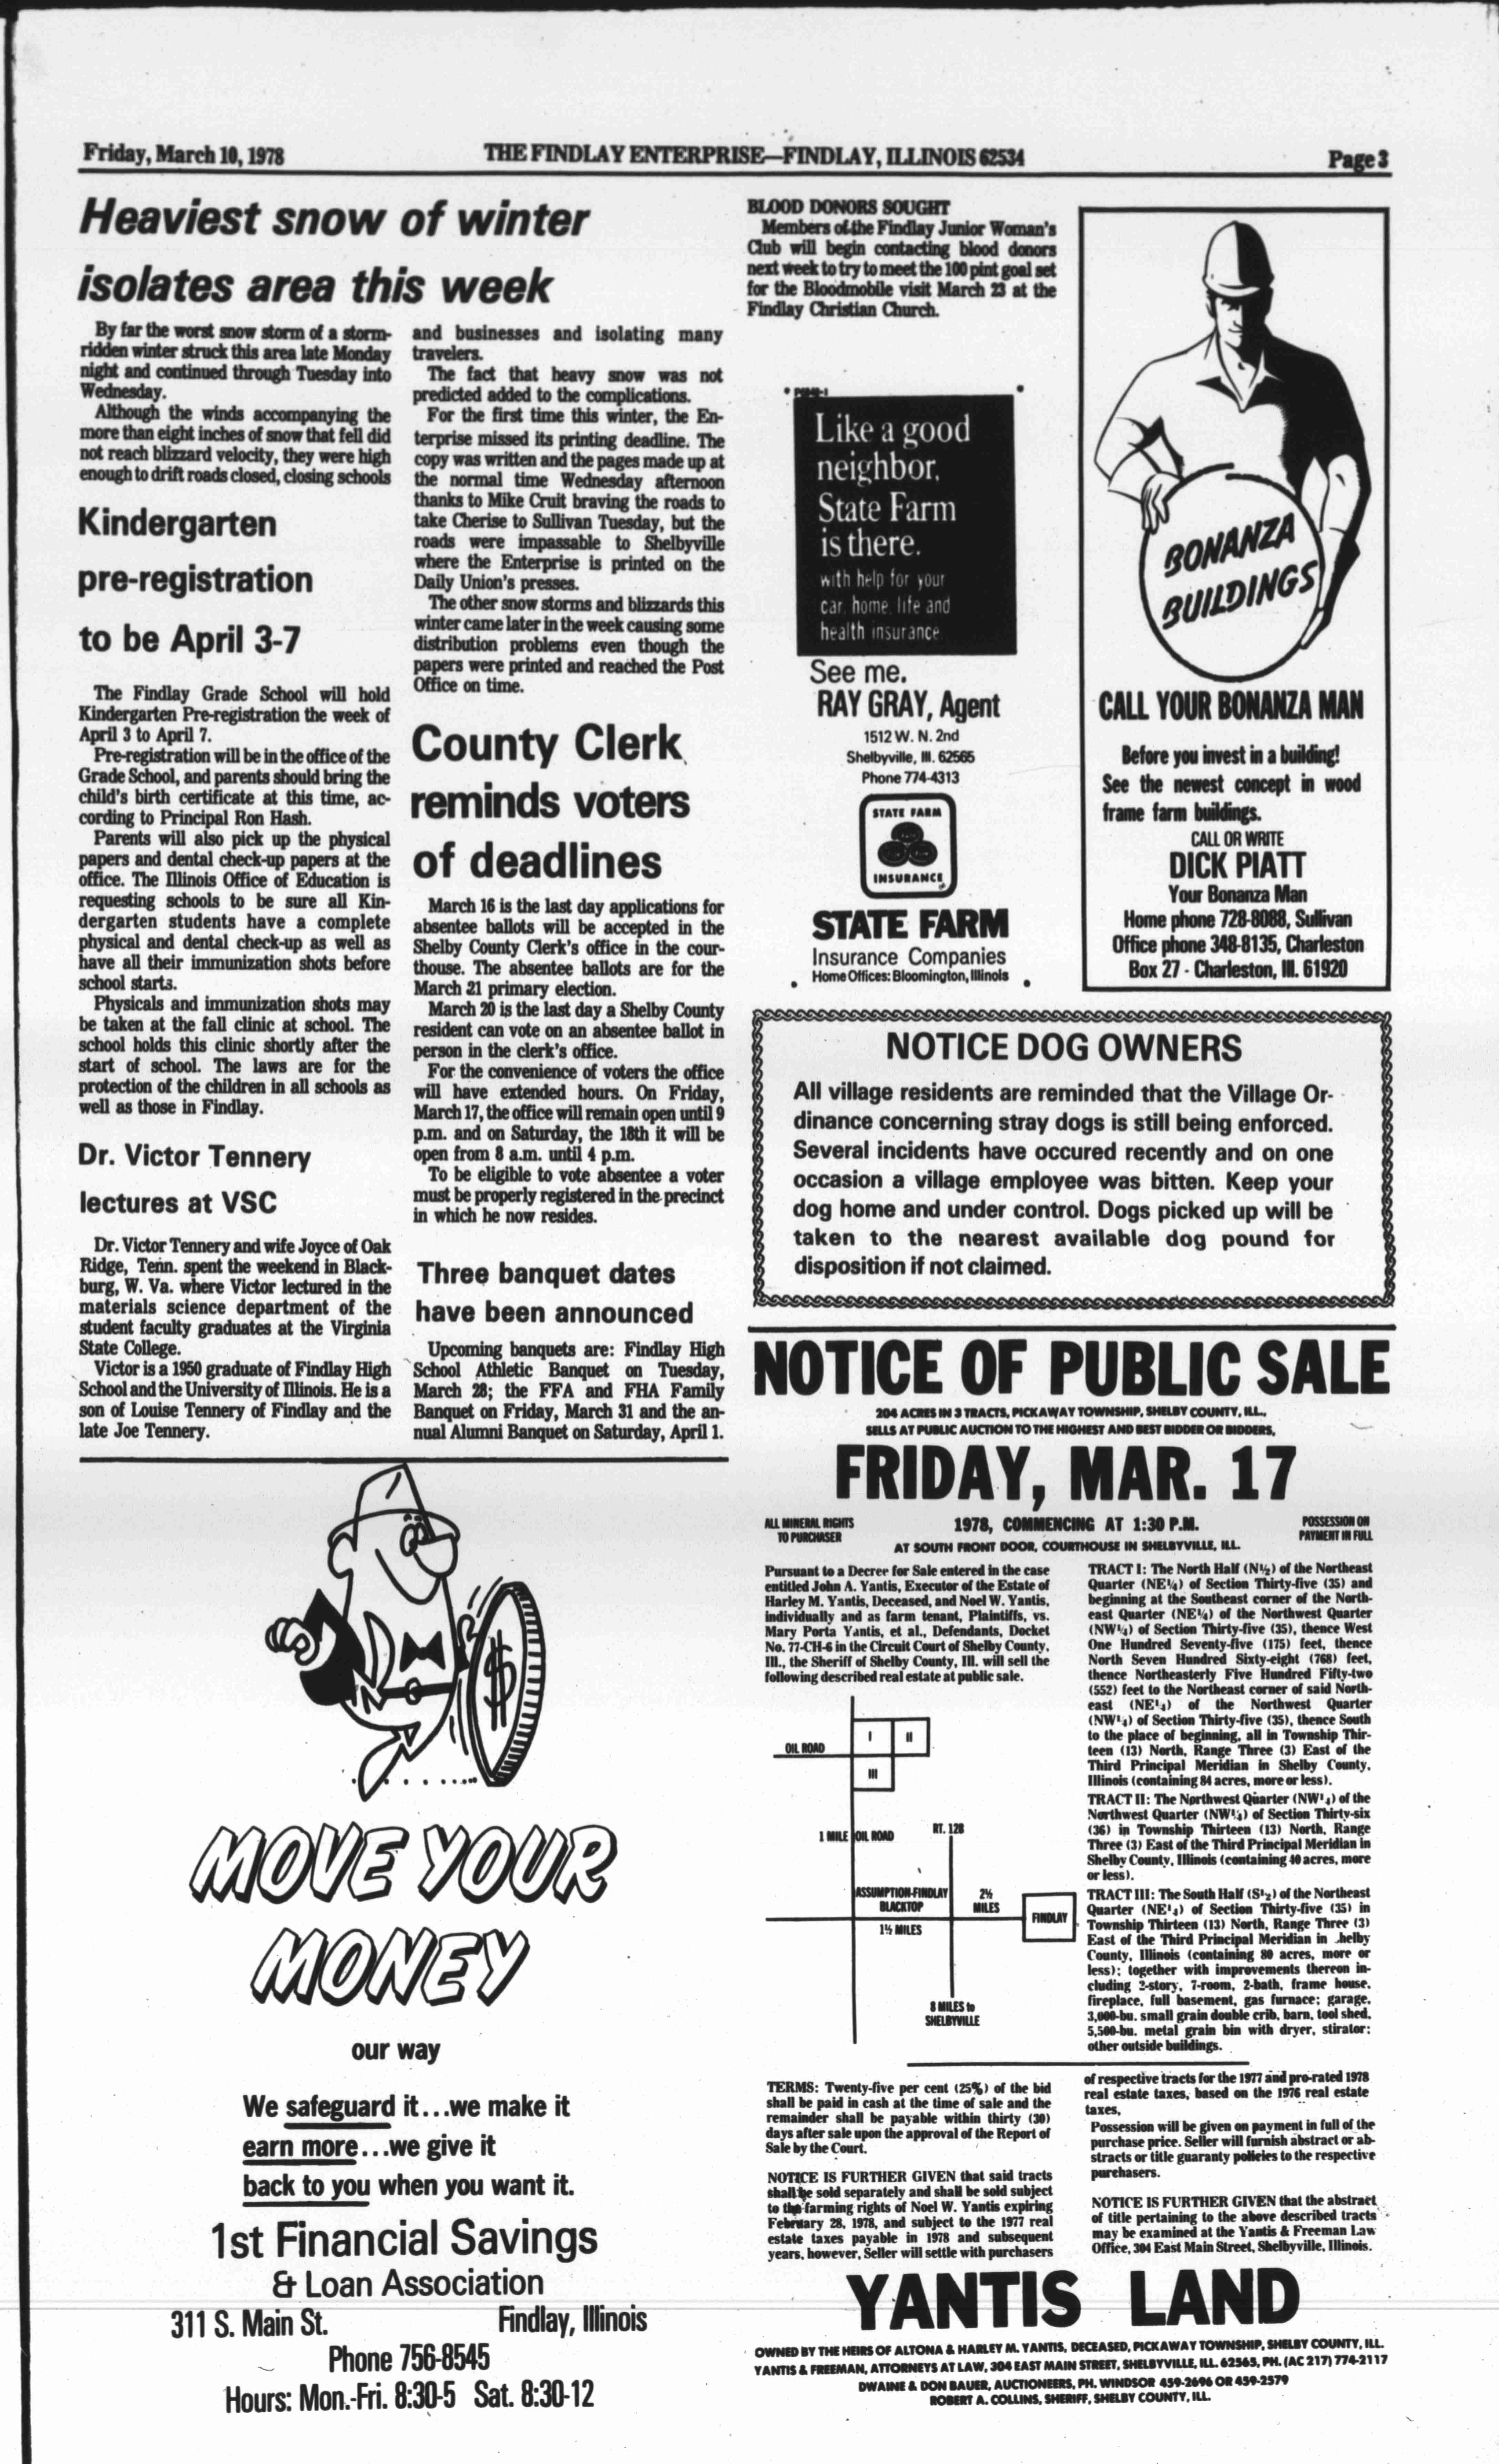 Friday, March 10, 1978
THE FINDLAY ENTERPRISE—FINDLAY, ILLINOIS 62534
Page 3
Heaviest snow of winter
isolates area this week
By far the worst snow storm of a storm-
ridden winter struck this area late Monday
night and continued through Tuesday into
Wednesday.
Although the winds accompanying the
more than eight inches of snow that fell did
not reach blizzard velocity, they were high
enough to drift roads closed, closing schools
and businesses and isolating many
travelers.
The fact that heavy snow was not
predicted added to the complications.
For the first time this winter, the En-
terprise missed its printing deadline. The
copy was written and the pages made up at
the normal time Wednesday afternoon
thanks to Mike Cruit braving the roads to
take Cherise to Sullivan Tuesday, but the
roads were impassable to Shelbyville
where the Enterprise is printed on the
Daily Union's presses.
The other snow storms and blizzards this
winter came later in the week causing some
distribution problems even though the
papers were printed and reached the Post
Office on time.
Kindergarten
pre-registration
to be April 3-7
The Findlay Grade School will hold
Kindergarten Pre-registration the week of
April 3 to April 7.
Pre-registration will be in the office of the
Grade School, and parents should bring the
child's birth certificate at this time, ac-
cording to Principal Ron Hash.
Parents will also pick up the physical
papers and dental check-up papers at the
office. The Illinois Office of Education is
requesting schools to be sure all Kin-
dergarten students have a complete
physical and dental check-up as well as
have all their immunization shots before
school starts.
Physicals and immunization shots may
be taken at the fall clinic at school. The
school holds this clinic shortly after the
start of school. The laws are for the
protection of the children in all schools as
well as those in Findlay.
Dr. Victor Tennery
lectures at VSC
Dr. Victor Tennery and wife Joyce of Oak
Ridge, Tenn. spent the weekend in Black-
burg, W. Va. where Victor lectured in the
materials science department of the
student faculty graduates at the Virginia
State College.
Victor is a 1950 graduate of Findlay High
School and the University of Illinois. He is a
son of Louise Tennery of Findlay and the
late Joe Tennery.
County Clerk
reminds voters
of deadlines
March 16 is the last day applications for
absentee ballots will be accepted in the
Shelby County Clerk's office in the cour-
thouse. The absentee ballots are for the
March 21 primary election.
March 20 is the last day a Shelby County
resident can vote on an absentee ballot in
person in the clerk's office.
For the convenience of voters the office
will have extended hours. On Friday,
March 17, the office will remain open until 9
p.m. and on Saturday, the 18th it will be
open from 8 a.m. until 4 p.m.
To be eligible to vote absentee a voter
must be properly registered in the precinct
in which he now resides.
Three banquet dates
have been announced
Upcoming banquets are: Findlay High
School Athletic Banquet on Tuesday,
March 28; the FFA and FHA Family
Banquet on Friday, March 31 and the an-
nual Alumni Banquet on Saturday, April 1.
BLOOD DONORS SOUGHT
Members of the Findlay Junior Woman's
Club will begin contacting blood donors
next week to try to meet the 100 pint goal set
for the Bloodmobile visit March 23 at the
Findlay Christian Church.
Like a good
neighbor,
State Farm
is there.
with help for your
car, home, life and
health insurance
See me.
RAY GRAY, Agent
1512 W. N. 2nd
Shelbyville, Ill. 62565
Phone 774-4313
STATE FARM
INSURANCE
STATE FARM
Insurance Companies
Home Offices: Bloomington, Illinois
BONANZA
BUILDINGS
CALL YOUR BONANZA MAN
Before you invest in a building!
See the newest concept in wood
frame farm buildings.
CALL OR WRITE
DICK PIATT
Your Bonanza Man
Home phone 728-8088, Sullivan
Office phone 348-8135, Charleston
Box 27 - Charleston, Ill. 61920
NOTICE DOG OWNERS
All village residents are reminded that the Village Or-
dinance concerning stray dogs is still being enforced.
Several incidents have occured recently and on one
occasion a village employee was bitten. Keep your
dog home and under control. Dogs picked up will be
taken to the nearest available dog pound for
disposition if not claimed.
NOTICE OF PUBLIC SALE
204 ACRES IN 3 TRACTS, PICKAWAY TOWNSHIP, SHELBY COUNTY, ILL.,
SELLS AT PUBLIC AUCTION TO THE HIGHEST AND BEST BIDDER OR BIDDERS,
FRIDAY, MAR. 17
ALL MINERAL RIGHTS
TO PURCHASER
1978, COMMENCING AT 1:30 P.M.
POSSESSION ON
PAYMENT IN FULL
AT SOUTH FRONT DOOR, COURTHOUSE IN SHELBYVILLE, ILL.
Pursuant to a Decree for Sale entered in the case
entitled John A. Yantis, Executor of the Estate of
Harley M. Yantis, Deceased, and Noel W. Yantis,
individually and as farm tenant, Plaintiffs, vs.
Mary Porta Yantis, et al., Defendants, Docket
No. 77-CH-6 in the Circuit Court of Shelby County,
Ill., the Sheriff of Shelby County, Ill. will sell the
following described real estate at public sale.
I
II
OIL ROAD
III
1 MILE OIL ROAD
RT. 128
ASSUMPTION-FINDLAY
BLACKTOP
2½
MILES
FINDLAY
1½ MILES
8 MILES to
SHELBYVILLE
TRACT I: The North Half (N½) of the Northeast
Quarter (NE¼) of Section Thirty-five (35) and
beginning at the Southeast corner of the North-
east Quarter (NE¼) of the Northwest Quarter
(NW¼) of Section Thirty-five (35), thence West
One Hundred Seventy-five (175) feet, thence
North Seven Hundred Sixty-eight (768) feet,
thence Northeasterly Five Hundred Fifty-two
(552) feet to the Northeast corner of said North-
east (NE¼) of the Northwest Quarter
(NW¼) of Section Thirty-five (35), thence South
to the place of beginning, all in Township Thir-
teen (13) North, Range Three (3) East of the
Third Principal Meridian in Shelby County,
Illinois (containing 84 acres, more or less).
TRACT II: The Northwest Quarter (NW¼) of the
Northwest Quarter (NW¼) of Section Thirty-six
(36) in Township Thirteen (13) North, Range
Three (3) East of the Third Principal Meridian in
Shelby County, Illinois (containing 40 acres, more
or less).
TRACT III: The South Half (S½) of the Northeast
Quarter (NE¼) of Section Thirty-five (35) in
Township Thirteen (13) North, Range Three (3)
East of the Third Principal Meridian in helby
County, Illinois (containing 80 acres, more or
less); together with improvements thereon in-
cluding 2-story, 7-room, 2-bath, frame house,
fireplace, full basement, gas furnace; garage,
3,000-bu. small grain double crib, barn, tool shed,
5,500-bu. metal grain bin with dryer, stirator;
other outside buildings.
TERMS: Twenty-five per cent (25%) of the bid
shall be paid in cash at the time of sale and the
remainder shall be payable within thirty (30)
days after sale upon the approval of the Report of
Sale by the Court.
NOTICE IS FURTHER GIVEN that said tracts
shall be sold separately and shall be sold subject
to the farming rights of Noel W. Yantis expiring
February 28, 1978, and subject to the 1977 real
estate taxes payable in 1978 and subsequent
years, however, Seller will settle with purchasers
of respective tracts for the 1977 and pro-rated 1978
real estate taxes, based on the 1976 real estate
taxes,
Possession will be given on payment in full of the
purchase price. Seller will furnish abstract or ab-
stracts or title guaranty policies to the respective
purchasers.
NOTICE IS FURTHER GIVEN that the abstract
of title pertaining to the above described tracts
may be examined at the Yantis & Freeman Law
Office, 304 East Main Street, Shelbyville, Illinois.
YANTIS LAND
OWNED BY THE HEIRS OF ALTONA & HARLEY M. YANTIS, DECEASED, PICKAWAY TOWNSHIP, SHELBY COUNTY, ILL.
YANTIS & FREEMAN, ATTORNEYS AT LAW, 304 EAST MAIN STREET, SHELBYVILLE, ILL. 62565, PH. (AC 217) 774-2117
DWAINE & DON BAUER, AUCTIONEERS, PH. WINDSOR 459-2696 OR 459-2579
ROBERT A. COLLINS, SHERIFF, SHELBY COUNTY, ILL.
$
MOVE YOUR
MONEY
our way
We safeguard it...we make it
earn more...we give it
back to you when you want it.
1st Financial Savings
& Loan Association
311 S. Main St. Findlay, Illinois
Phone 756-8545
Hours: Mon.-Fri. 8:30-5 Sat. 8:30-12